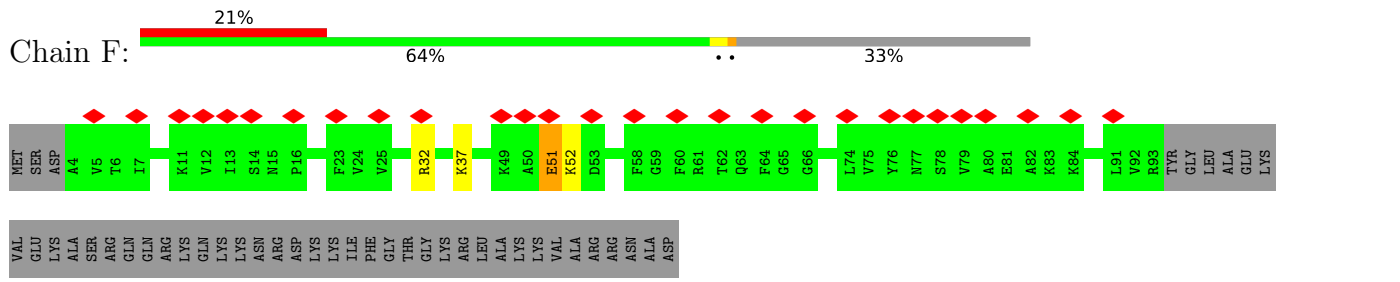 21%
Chain F:
64%
33%
MET SER ASP A4 V5 T6 I7 K11 V12 I13 S14 N15 P16 F23 V24 V25 R32 K37 K49 A50 E51 K52 D53 F58 G59 F60 R61 T62 Q63 F64 G65 G66 L74 V75 Y76 N77 S78 V79 A80 E81 A82 K83 K84 L91 V92 R93 TYR GLY LEU ALA GLU LYS
VAL GLU LYS ALA SER ARG GLN GLN ARG LYS GLN LYS LYS ASN ARG ASP LYS LYS ILE PHE GLY THR GLY LYS ARG LEU ALA LYS LYS VAL ALA ARG ARG ASN ALA ASP